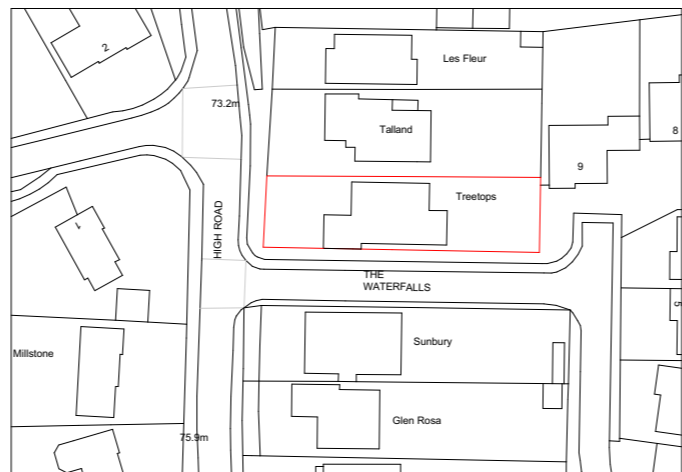 2
Les Fleur
73.2m
Talland
8
9
Treetops
1
HIGH ROAD
THE
WATERFALLS
5
Sunbury
Millstone
Glen Rosa
75.9m